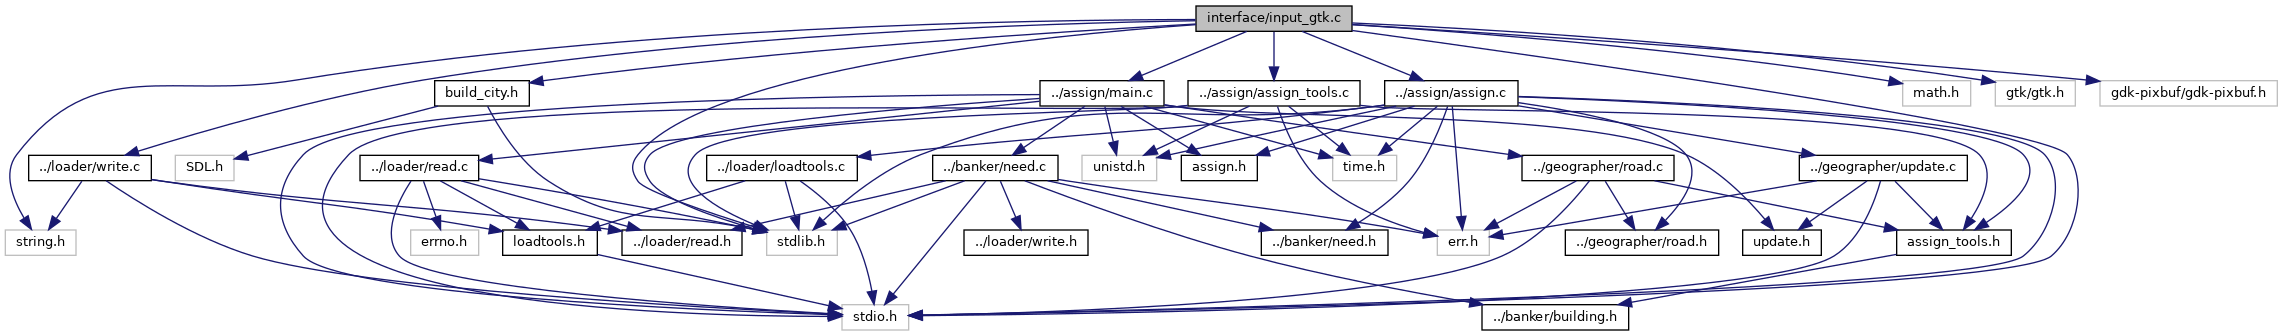 interface/input_gtk.c
build_city.h
../assign/main.c
../assign/assign_tools.c
../assign/assign.c
math.h
gtk/gtk.h
gdk-pixbuf/gdk-pixbuf.h
../loader/write.c
SDL.h
../loader/read.c
../loader/loadtools.c
../banker/need.c
unistd.h
assign.h
time.h
../geographer/road.c
../geographer/update.c
string.h
errno.h
loadtools.h
../loader/read.h
stdlib.h
../loader/write.h
../banker/need.h
err.h
../geographer/road.h
update.h
assign_tools.h
stdio.h
../banker/building.h